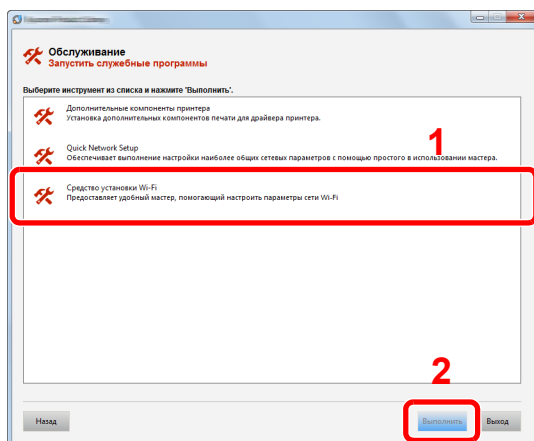 Обслуживание
Запустить служебные программы
Выберите инструмент из списка и нажмите 'Выполнить'.
Дополнительные компоненты принтера
Установка дополнительных компонентов печати для драйвера принтера.
1
Quick Network Setup
Обеспечивает выполнение настройки наиболее общих сетевых параметров с помощью простого в использовании мастера.
Средство установки Wi-Fi
Предоставляет удобный мастер, помогающий настроить параметры сети Wi-Fi
2
Назад Выполнить Выход